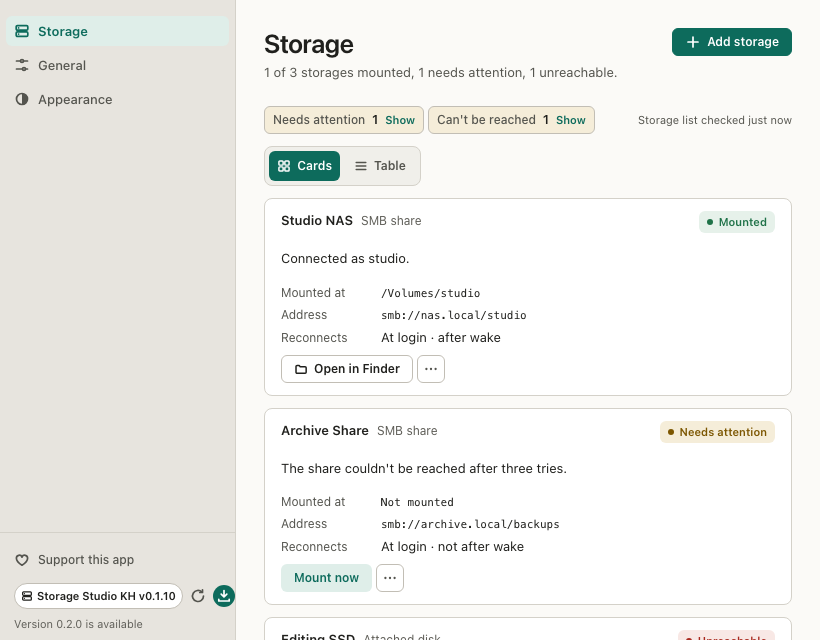 Storage
General
Appearance
Support this app
Storage Studio KH v0.1.10
Version 0.2.0 is available
Storage
Add storage
1 of 3 storages mounted, 1 needs attention, 1 unreachable.
Needs attention 1 Show
Can't be reached 1 Show
Storage list checked just now
Cards
Table
Studio NAS SMB share
Mounted
Connected as studio.
Mounted at /Volumes/studio
Address smb://nas.local/studio
Reconnects At login · after wake
Open in Finder
Archive Share SMB share
Needs attention
The share couldn't be reached after three tries.
Mounted at Not mounted
Address smb://archive.local/backups
Reconnects At login · not after wake
Mount now
Editing SSD Attached disk
Unreachable